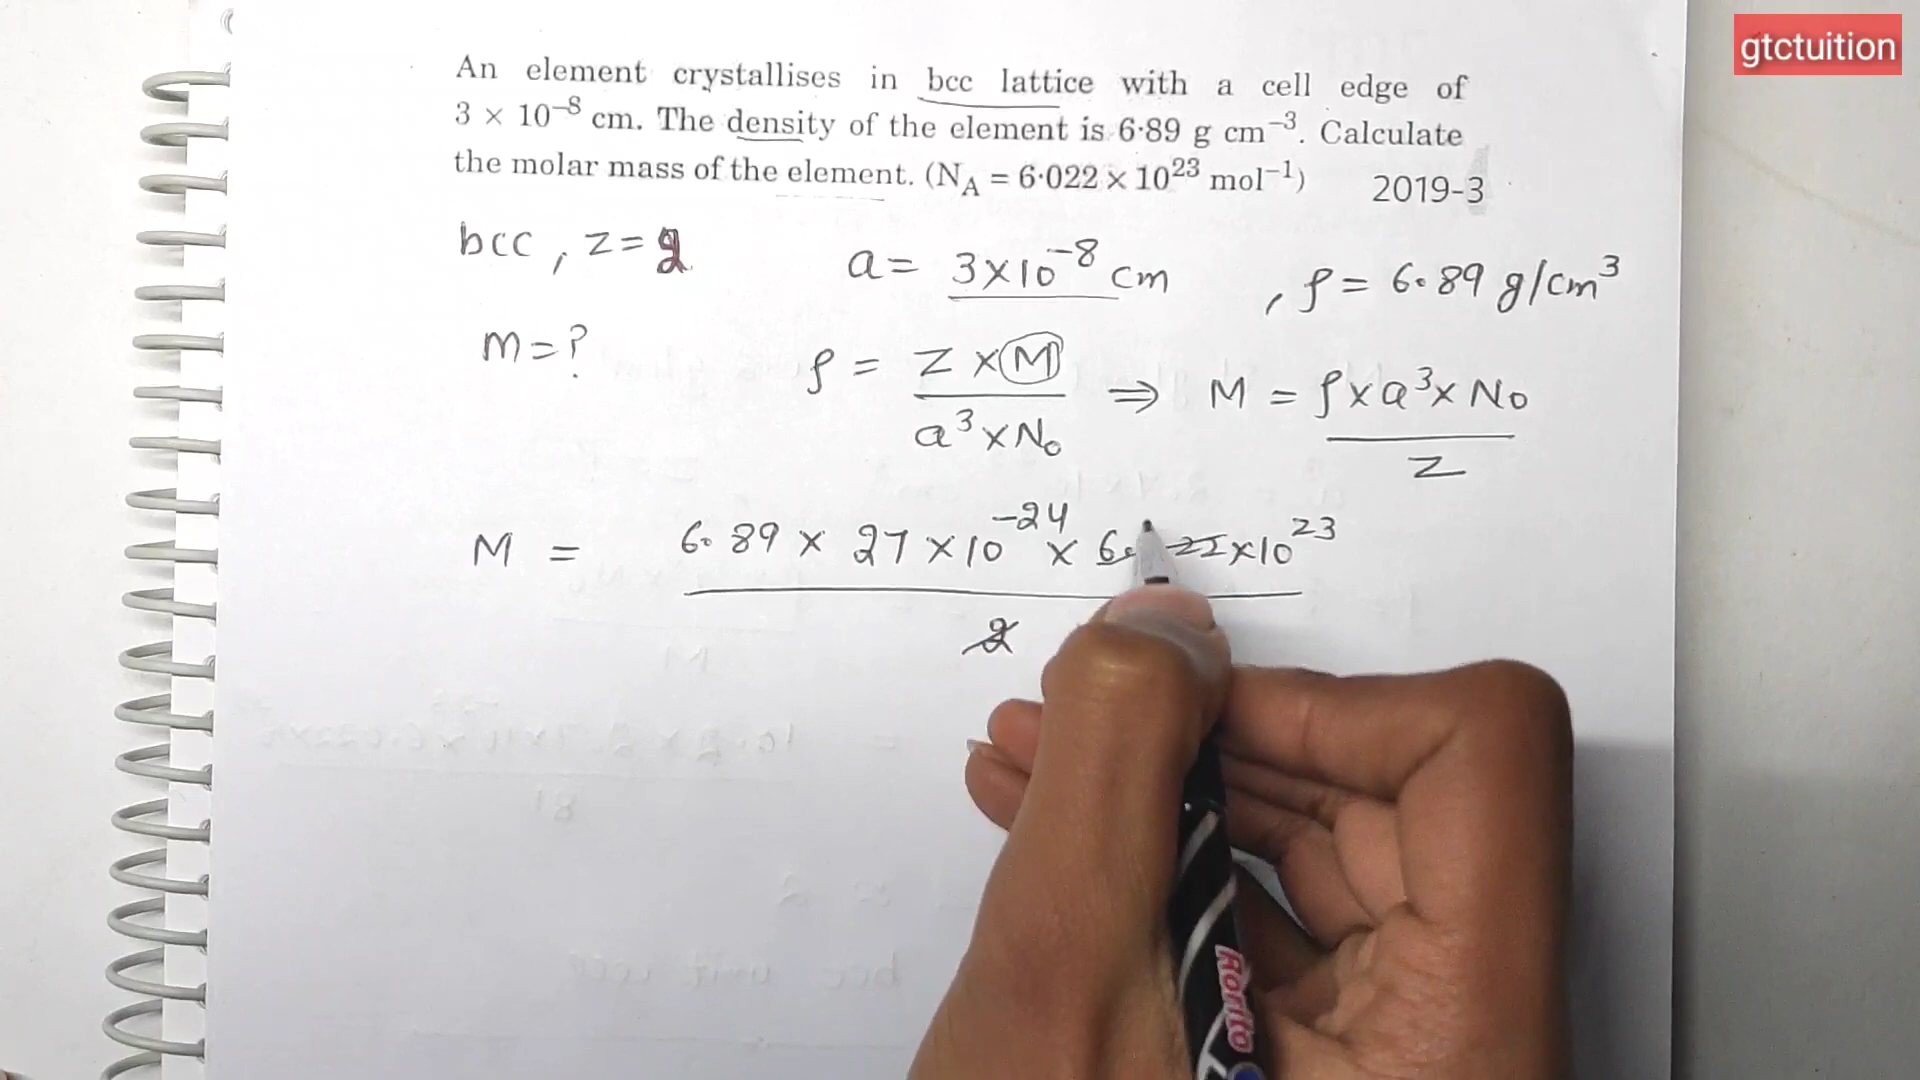 gtctuition
An element crystallises in bcc lattice with a cell edge of
3 × 10⁻⁸ cm. The density of the element is 6·89 g cm⁻³. Calculate
the molar mass of the element. (N_A = 6·022 × 10²³ mol⁻¹) 2019-3
bcc , z = 2 a = 3×10⁻⁸ cm , ρ = 6.89 g/cm³
m = ?
ρ = Z × M / a³ × N₀ ⇒ M = ρ × a³ × N₀ / Z
M = 6.89 × 27 × 10⁻²⁴ × 6. 22 × 10²³ / 2
Rorito